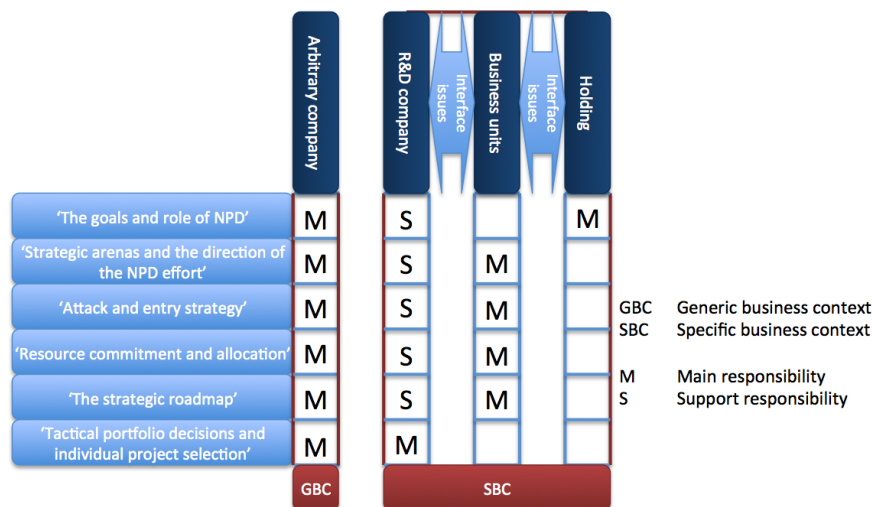 Arbitrary company
R&D company
Interface
issues
Business units
Interface
issues
Holding
‘The goals and role of NPD’
M
S
M
‘Strategic arenas and the direction of
the NPD effort’
M
S
M
‘Attack and entry strategy’
M
S
M
‘Resource commitment and allocation’
M
S
M
‘The strategic roadmap’
M
S
M
‘Tactical portfolio decisions and
individual project selection’
M
M
GBC
SBC
GBC Generic business context
SBC Specific business context
M Main responsibility
S Support responsibility